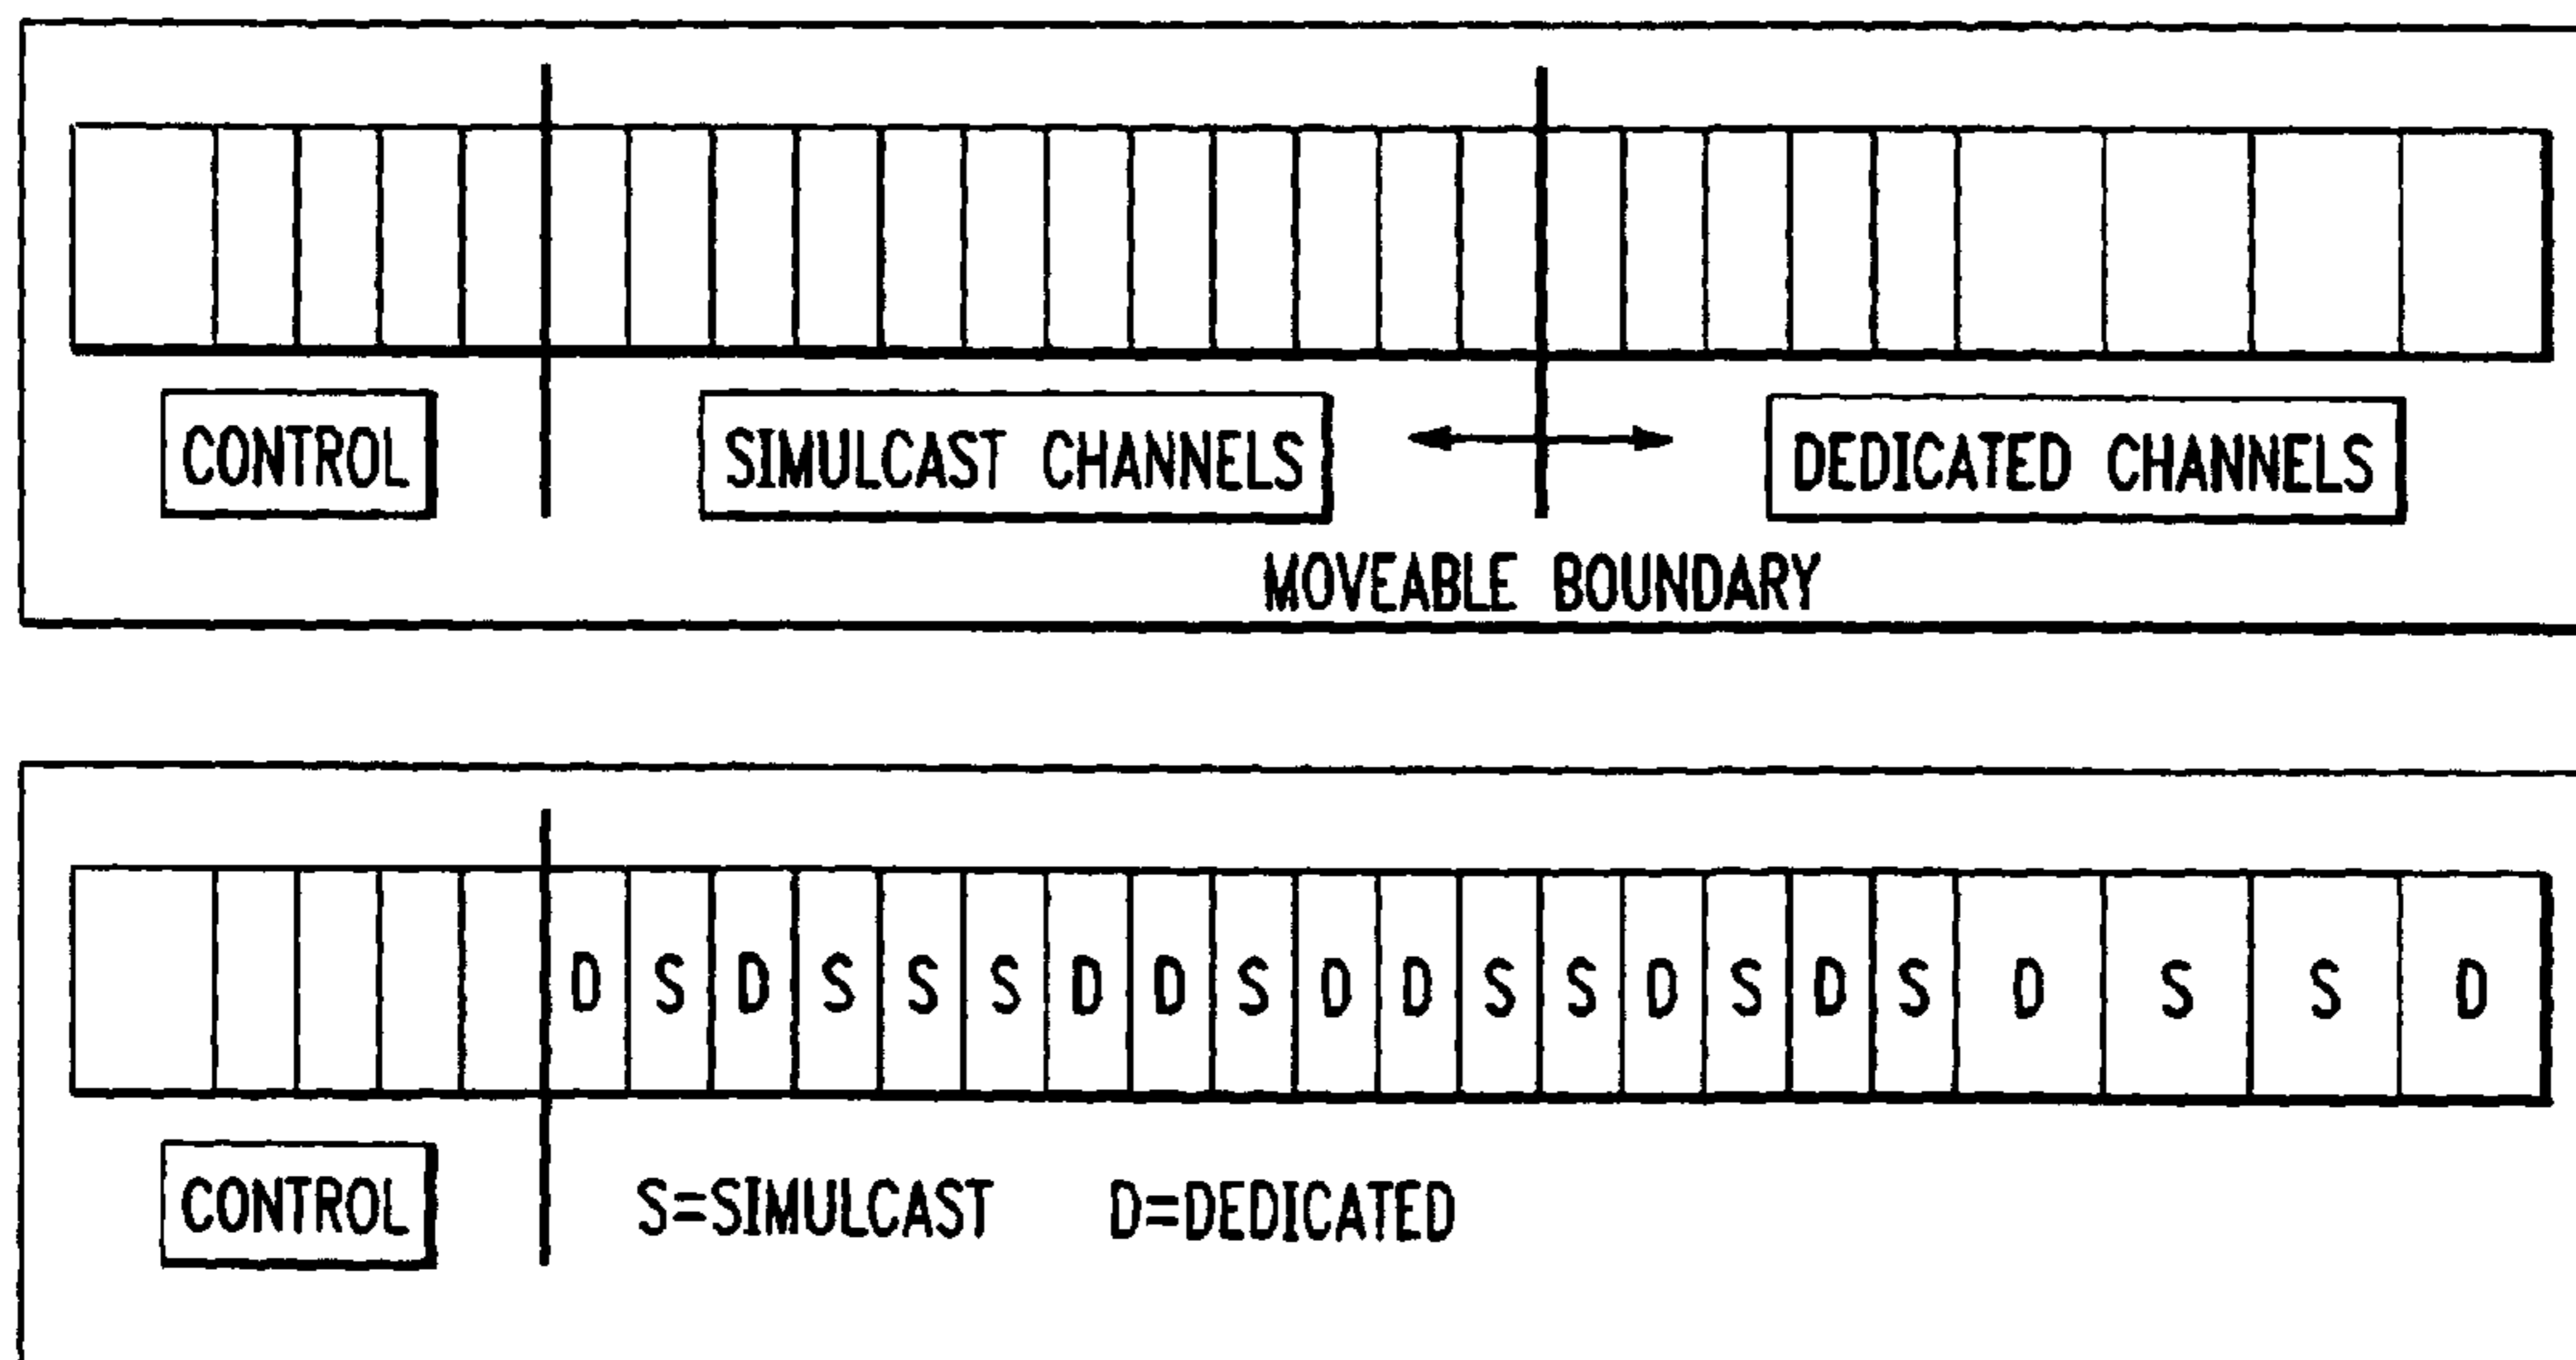 CONTROL SIMULCAST CHANNELS DEDICATED CHANNELS
MOVEABLE BOUNDARY
D S D S S S D D S D D S S D S D S D S S D
CONTROL S=SIMULCAST D=DEDICATED